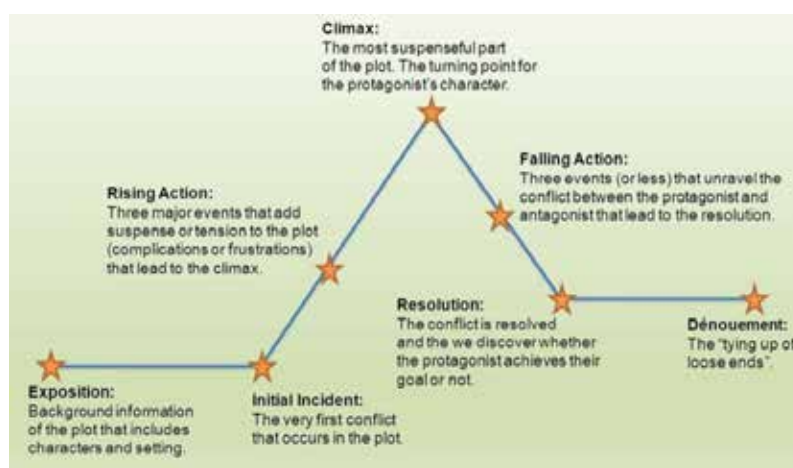 Climax:
The most suspenseful part
of the plot. The turning point for
the protagonist's character.
Falling Action:
Three events (or less) that unravel the
conflict between the protagonist and
antagonist that lead to the resolution.
Rising Action:
Three major events that add
suspense or tension to the plot
(complications or frustrations)
that lead to the climax.
Resolution:
The conflict is resolved
and the we discover whether
the protagonist achieves their
goal or not.
Dénouement:
The "tying up of
loose ends".
Exposition:
Background information
of the plot that includes
characters and setting.
Initial Incident:
The very first conflict
that occurs in the plot.